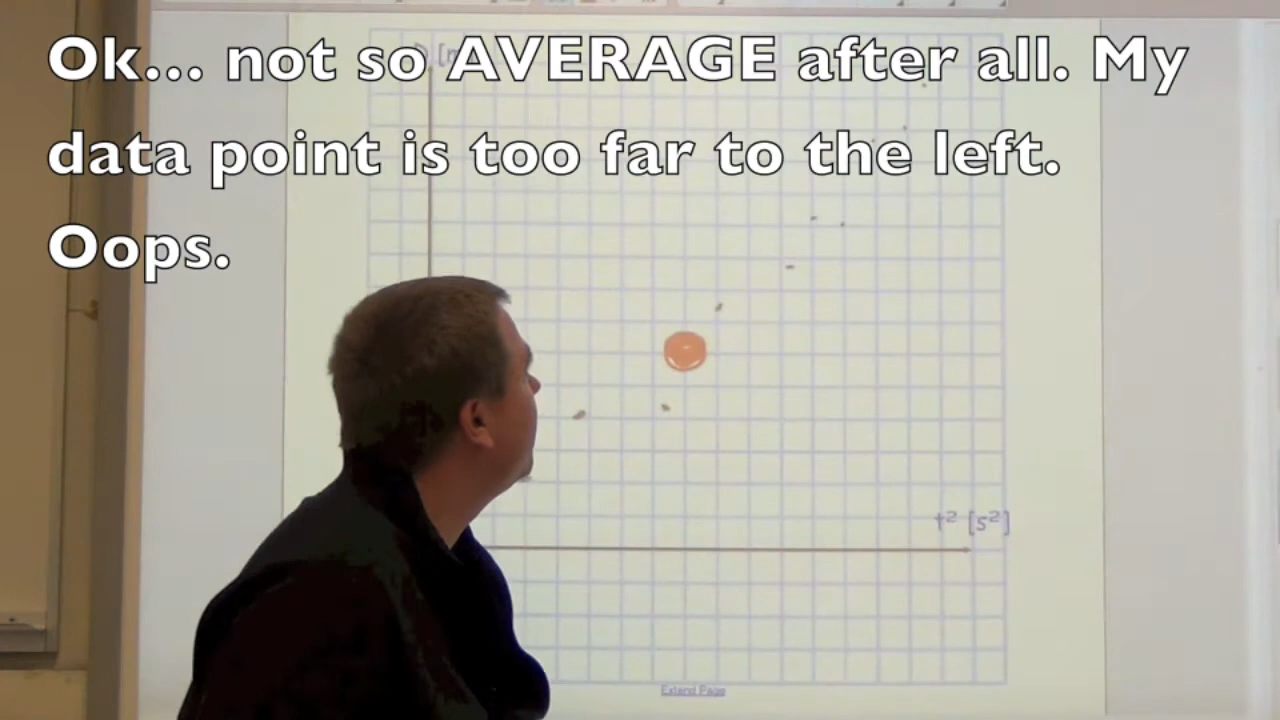 Ok... not so AVERAGE after all. My
data point is too far to the left.
Oops.
t² [s²]
Extend Page